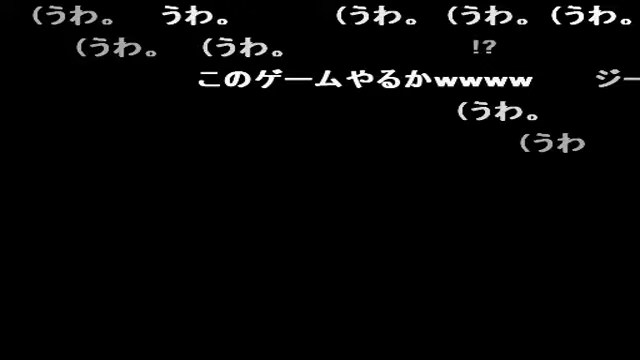 (うわ。 うわ。 (うわ。 (うわ。 (うわ。
(うわ。 (うわ。 !?
このゲームやるかwwww ジー
(うわ。
(うわ